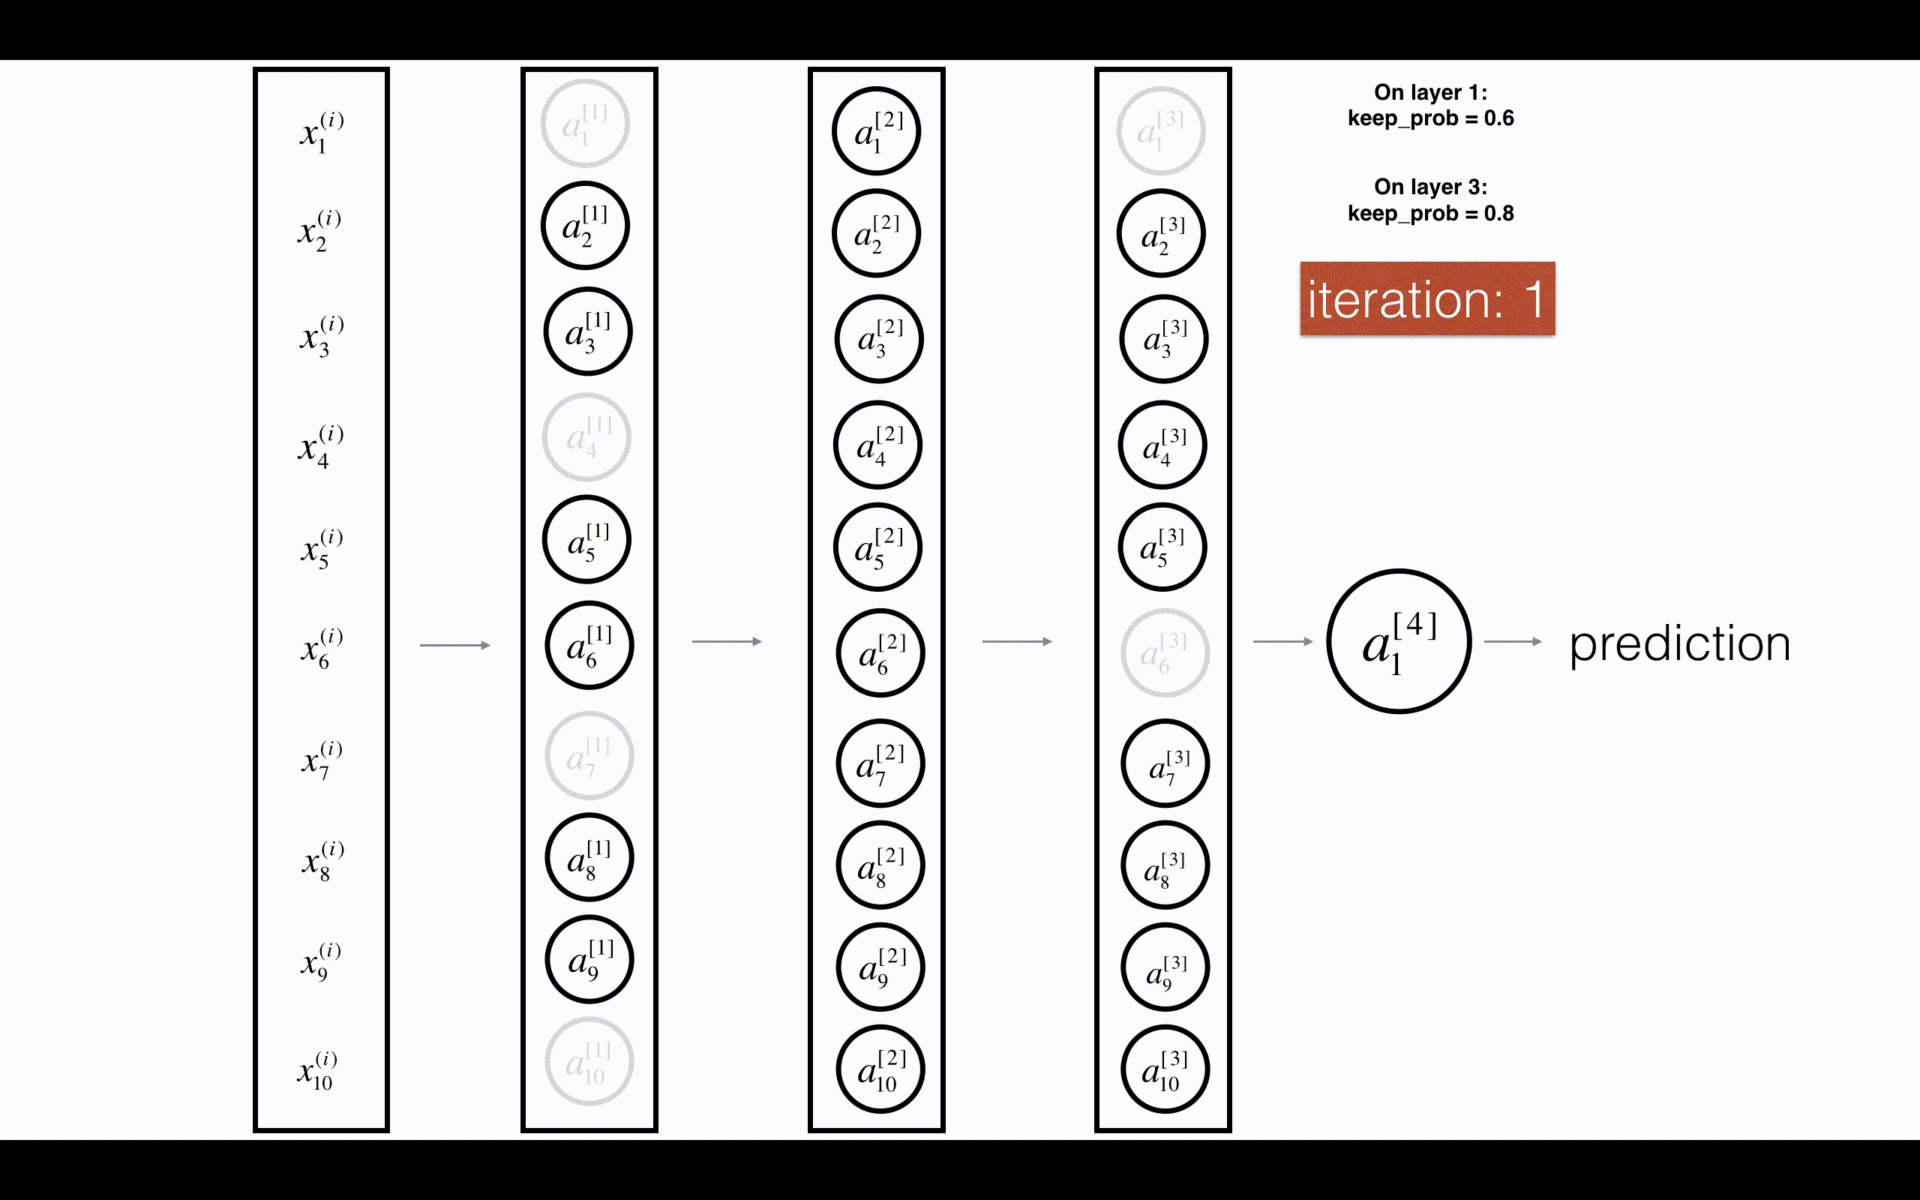 x_1^{(i)}
x_2^{(i)}
x_3^{(i)}
x_4^{(i)}
x_5^{(i)}
x_6^{(i)}
x_7^{(i)}
x_8^{(i)}
x_9^{(i)}
x_{10}^{(i)}
a_1^{[1]}
a_2^{[1]}
a_3^{[1]}
a_4^{[1]}
a_5^{[1]}
a_6^{[1]}
a_7^{[1]}
a_8^{[1]}
a_9^{[1]}
a_{10}^{[1]}
a_1^{[2]}
a_2^{[2]}
a_3^{[2]}
a_4^{[2]}
a_5^{[2]}
a_6^{[2]}
a_7^{[2]}
a_8^{[2]}
a_9^{[2]}
a_{10}^{[2]}
a_1^{[3]}
a_2^{[3]}
a_3^{[3]}
a_4^{[3]}
a_5^{[3]}
a_6^{[3]}
a_7^{[3]}
a_8^{[3]}
a_9^{[3]}
a_{10}^{[3]}
On layer 1:
keep_prob = 0.6
On layer 3:
keep_prob = 0.8
iteration: 1
a_1^{[4]}
prediction